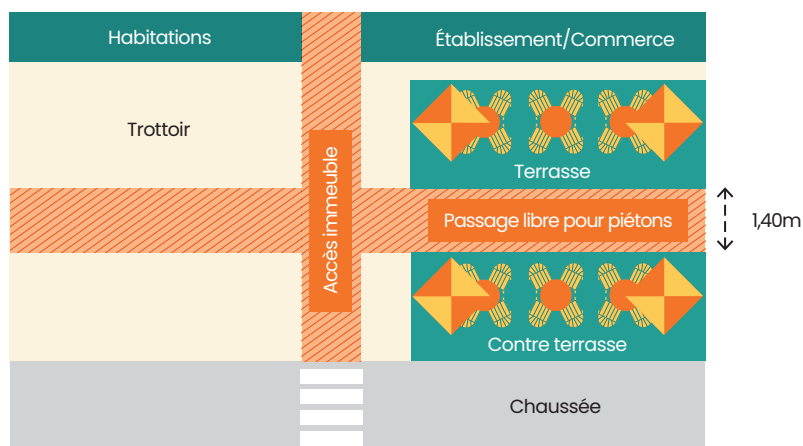 Habitations
Établissement/Commerce
Trottoir
Terrasse
Accès immeuble
Passage libre pour piétons
1,40m
Contre terrasse
Chaussée